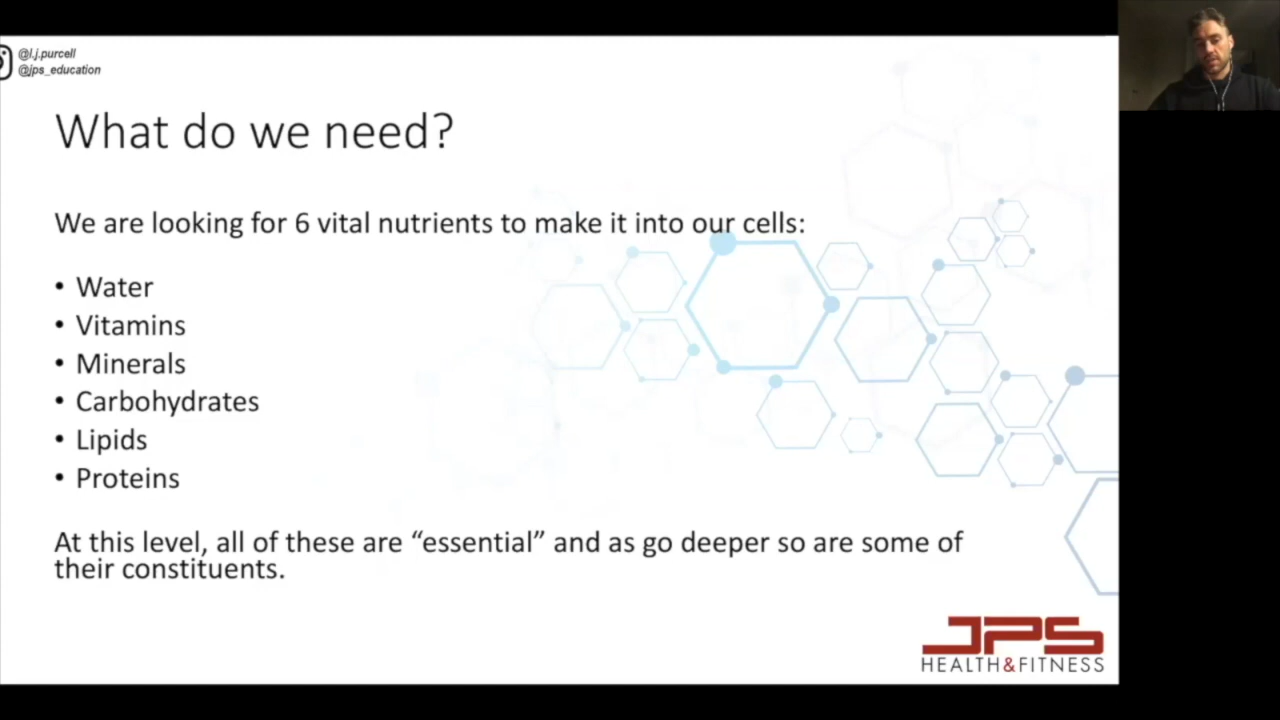 @l.j.purcell
@jps_education
What do we need?
We are looking for 6 vital nutrients to make it into our cells:
• Water
• Vitamins
• Minerals
• Carbohydrates
• Lipids
• Proteins
At this level, all of these are “essential” and as go deeper so are some of
their constituents.
JPS
HEALTH&FITNESS